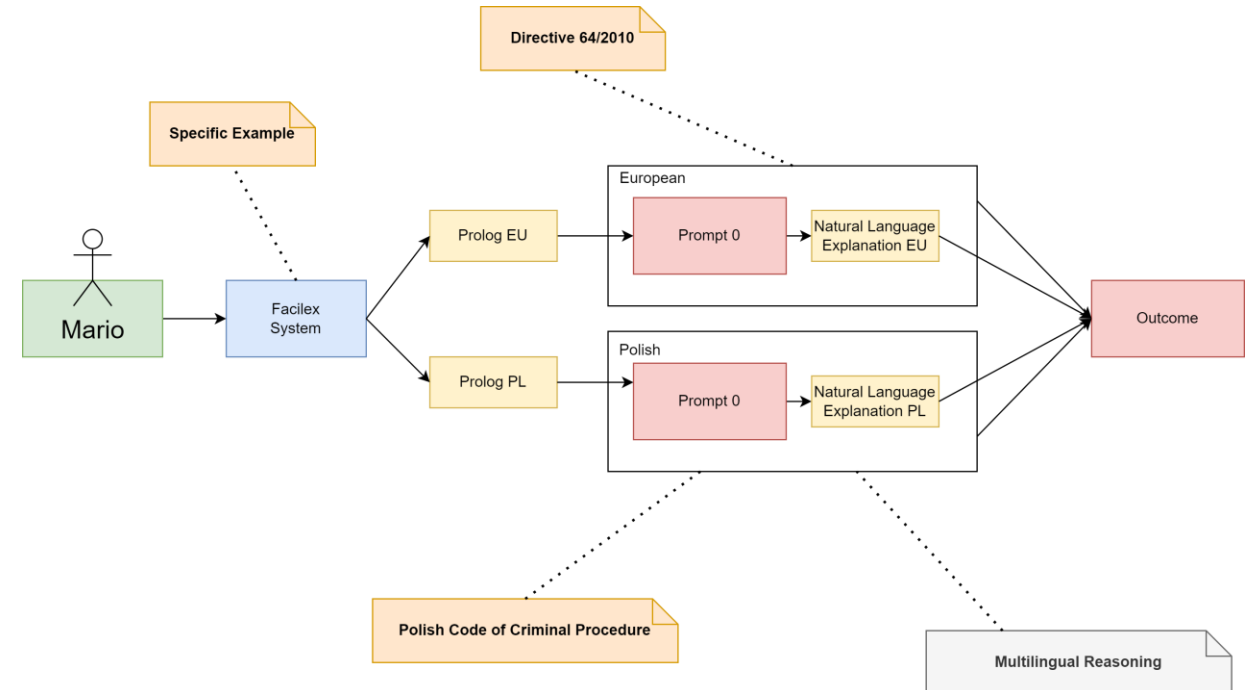 Directive 64/2010
Specific Example
European
Prolog EU
Prompt 0
Natural Language
Explanation EU
Mario
Facilex
System
Outcome
Polish
Prolog PL
Prompt 0
Natural Language
Explanation PL
Polish Code of Criminal Procedure
Multilingual Reasoning